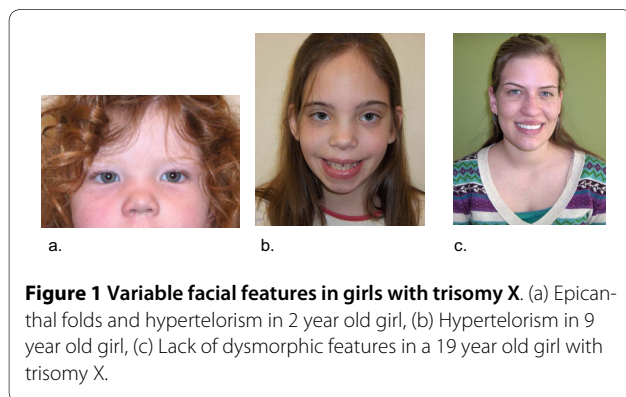 a.
b.
c.
Figure 1 Variable facial features in girls with trisomy X. (a) Epican-
thal folds and hypertelorism in 2 year old girl, (b) Hypertelorism in 9
year old girl, (c) Lack of dysmorphic features in a 19 year old girl with
trisomy X.